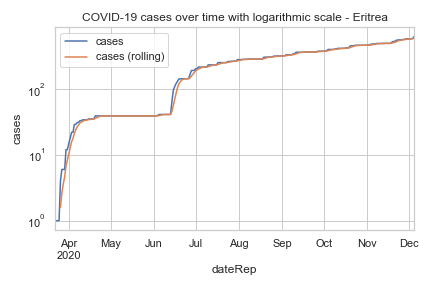 COVID-19 cases over time with logarithmic scale - Eritrea
cases
cases (rolling)
10²
10¹
10⁰
cases
Apr
2020
May
Jun
Jul
Aug
Sep
Oct
Nov
Dec
dateRep